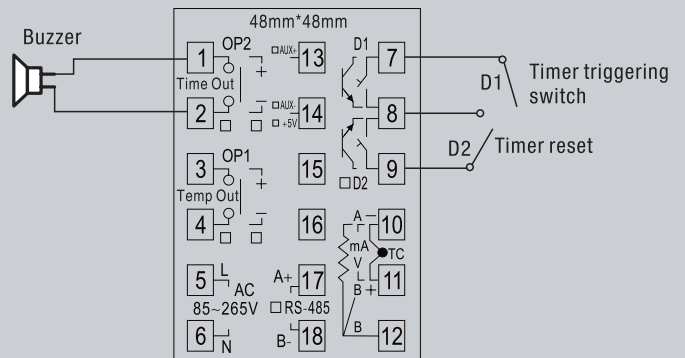 48mm*48mm
Buzzer
1
OP2
+
Time Out
2
−
AUX+
13
AUX-
14
+5V
D1
7
8
9
D2
D1
Timer triggering
switch
D2
Timer reset
3
OP1
+
Temp Out
4
−
15
16
A
−
10
mA
V
TC
B
+
11
B
12
5
L
AC
85~265V
6
N
A+
17
RS-485
B-
18